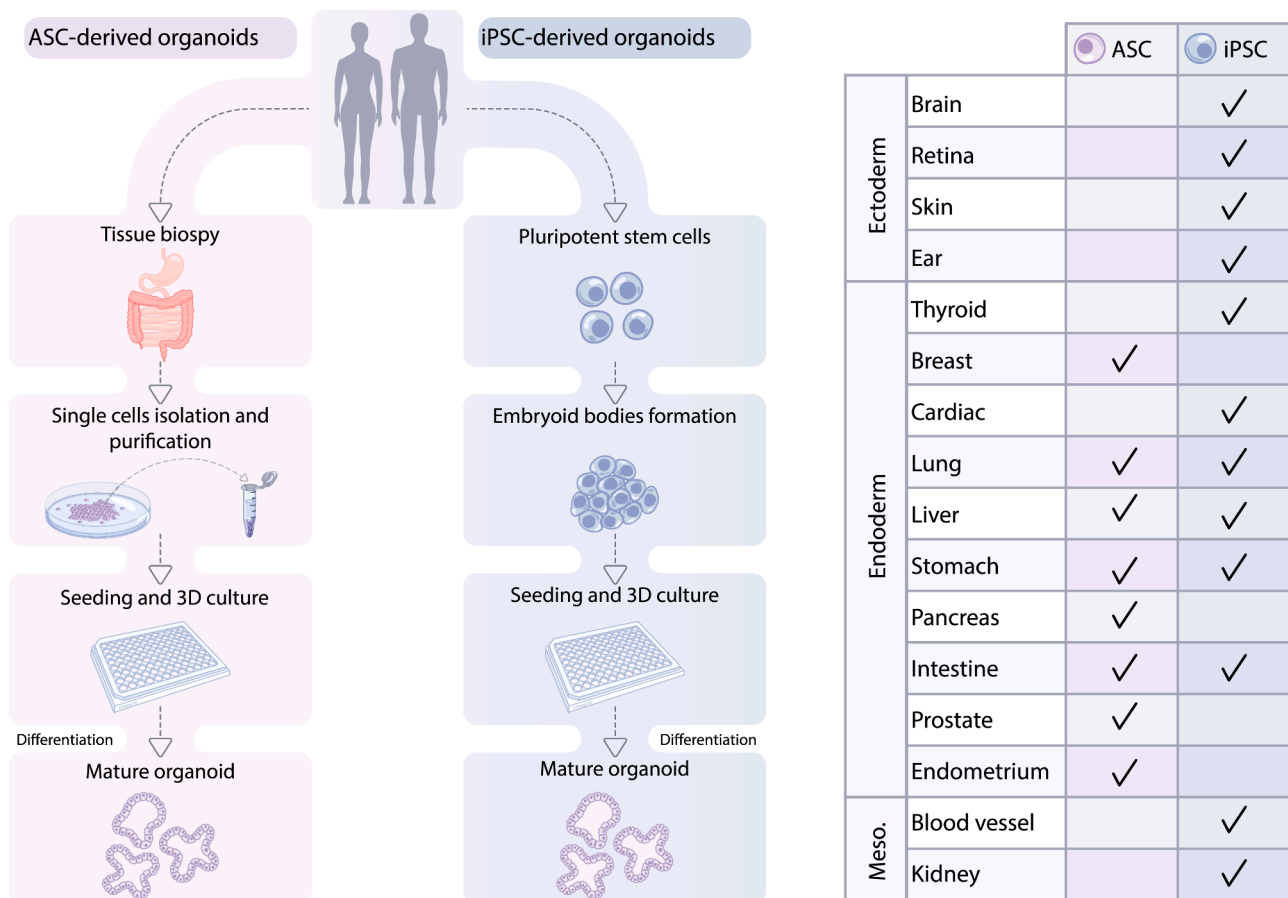 ASC-derived organoids
iPSC-derived organoids
Tissue biospy
Single cells isolation and
purification
Seeding and 3D culture
Differentiation
Mature organoid
Pluripotent stem cells
Embryoid bodies formation
Seeding and 3D culture
Differentiation
Mature organoid
ASC
iPSC
Ectoderm
Brain
Retina
Skin
Ear
Endoderm
Thyroid
Breast
Cardiac
Lung
Liver
Stomach
Pancreas
Intestine
Prostate
Endometrium
Meso.
Blood vessel
Kidney